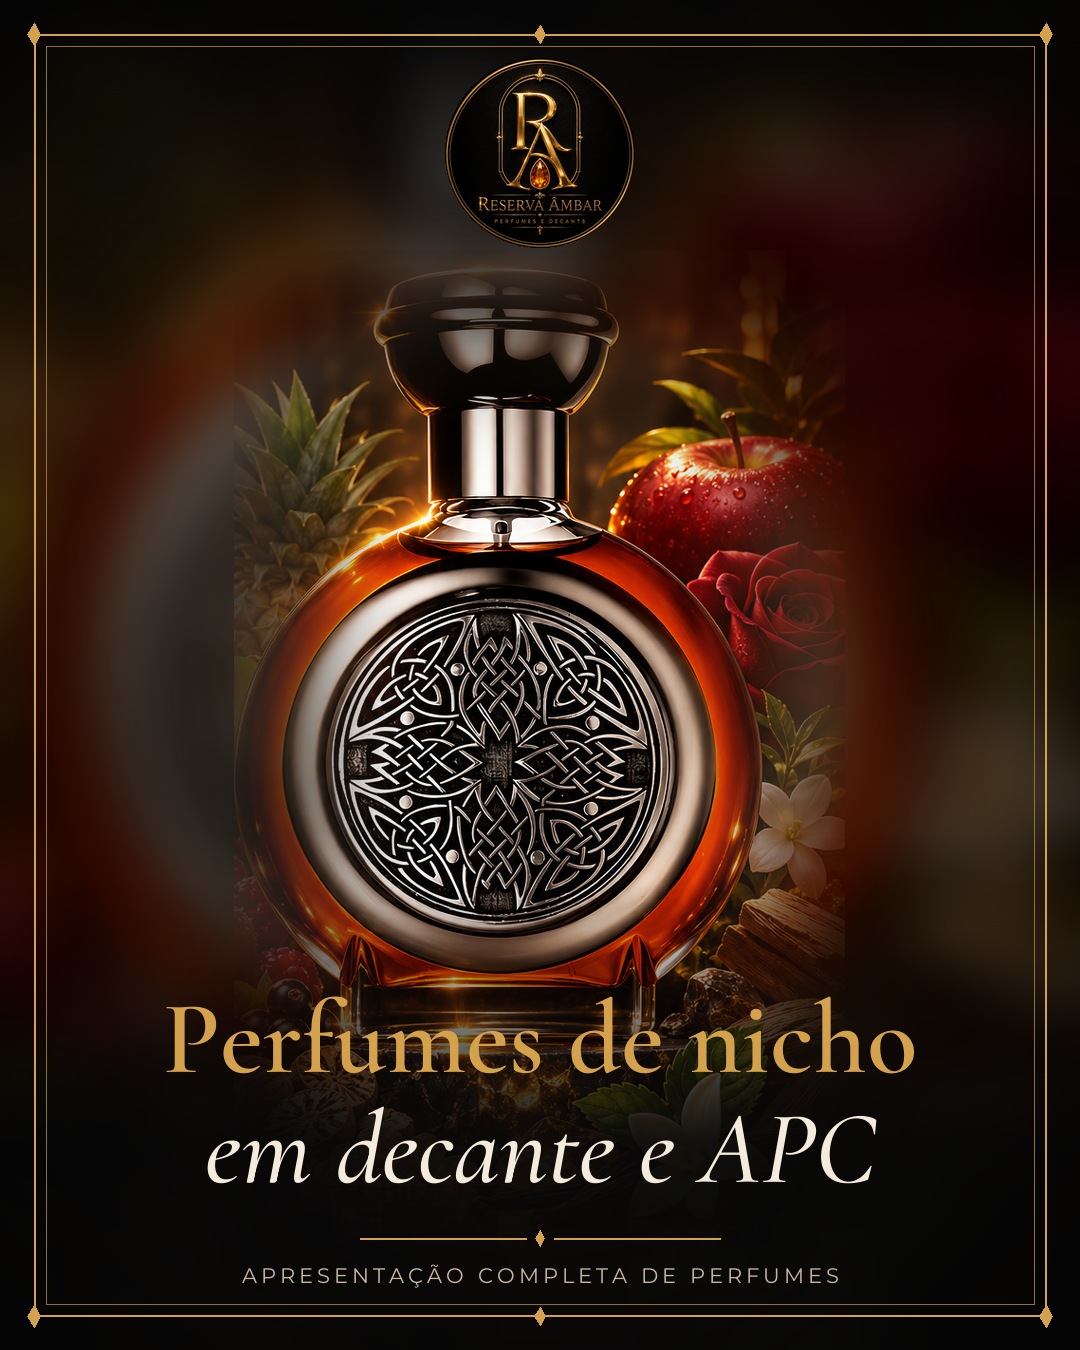 RA
RESERVA ÂMBAR
PERFUMES E DECANTS
Perfumes de nicho
em decante e APC
APRESENTAÇÃO COMPLETA DE PERFUMES